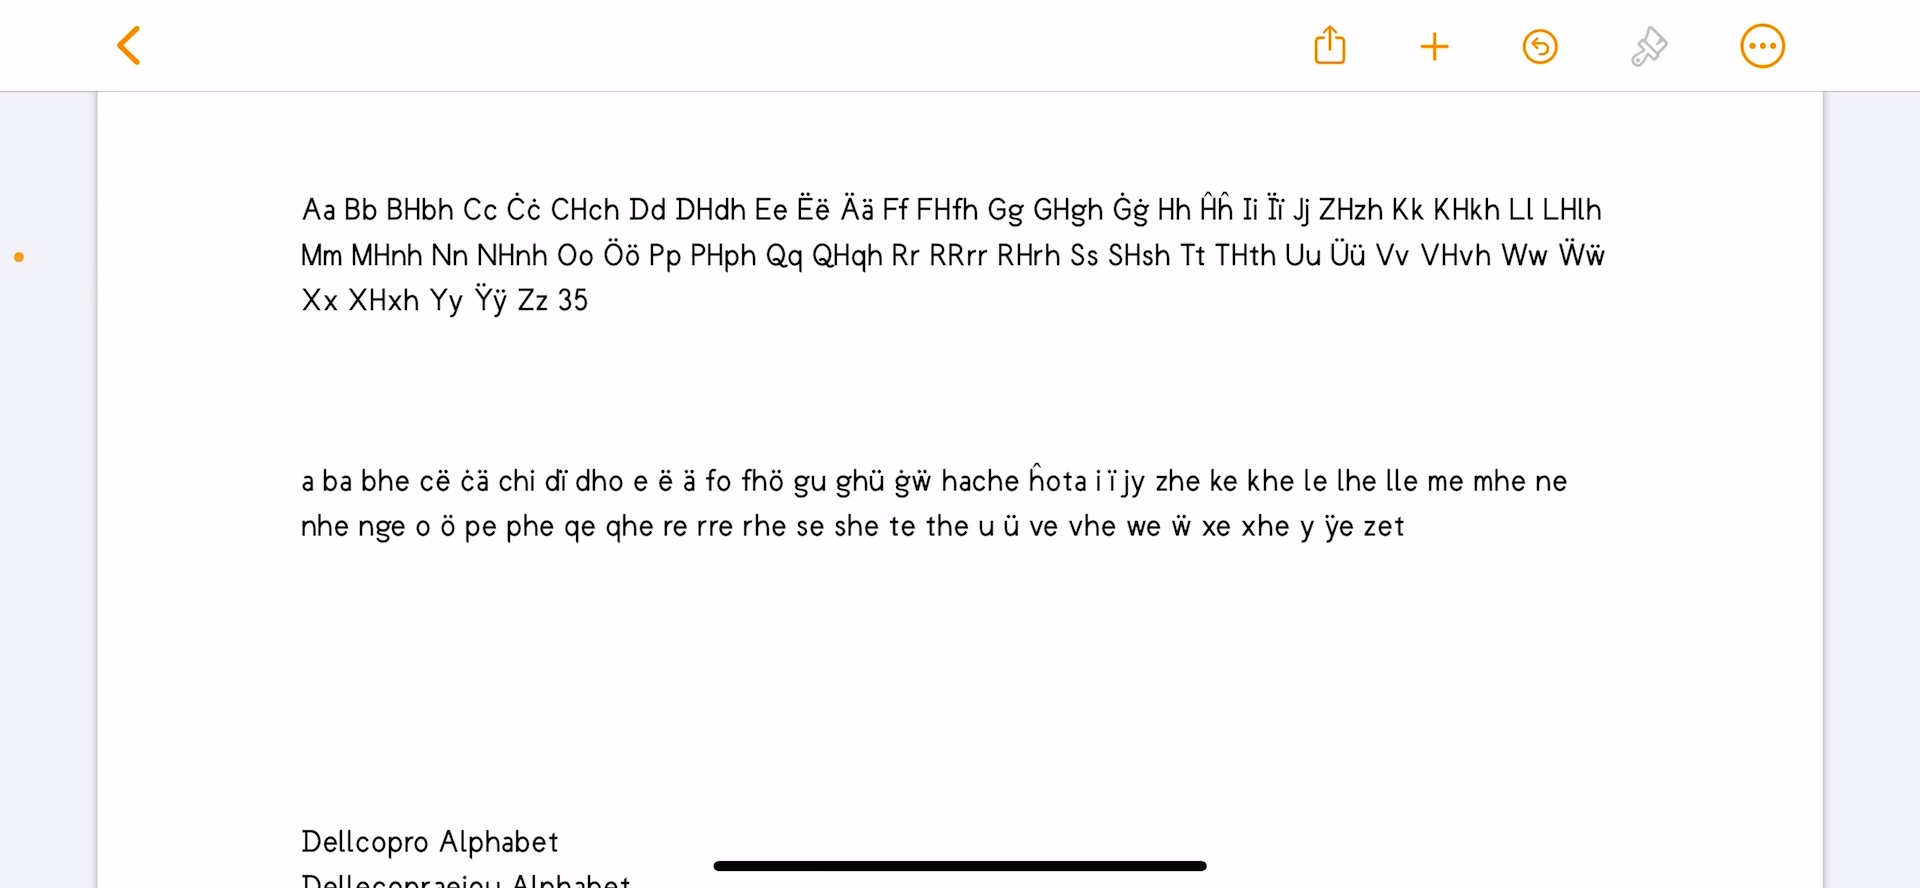 Aa Bb BHbh Cc Ċċ CHch Dd DHdh Ee Ëë Ää Ff FHfh Gg GHgh Ġġ Hh Ĥĥ Ii Ïï Jj ZHzh Kk KHkh Ll LHlh
Mm MHnh Nn NHnh Oo Öö Pp PHph Qq QHqh Rr RRrr RHrh Ss SHsh Tt THth Uu Üü Vv VHvh Ww Ẅẅ
Xx XHxh Yy Ÿÿ Zz 35
a ba bhe cë ċä chi dï dho e ë ä fo fhö gu ghü ġẅ hache ĥota i ï jy zhe ke khe le lhe lle me mhe ne
nhe nge o ö pe phe qe qhe re rre rhe se she te the u ü ve vhe we ẅ xe xhe y ÿe zet
Dellcopro Alphabet
Dellecopraeiou Alphabet